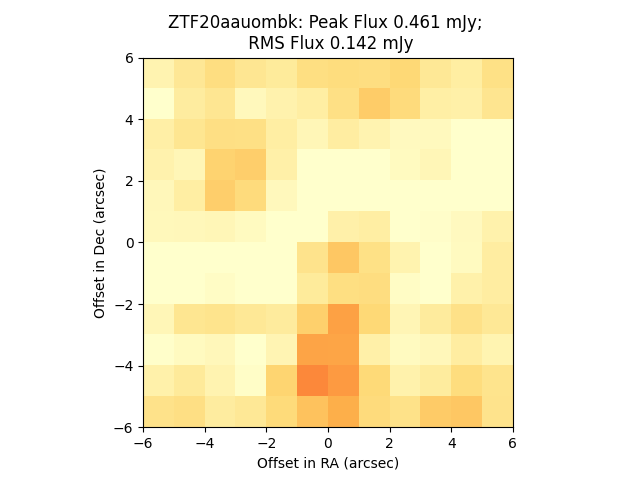 ZTF20aauombk: Peak Flux 0.461 mJy;
RMS Flux 0.142 mJy
6
4
2
0
−2
−4
−6
Offset in Dec (arcsec)
−6 −4 −2 0 2 4 6
Offset in RA (arcsec)